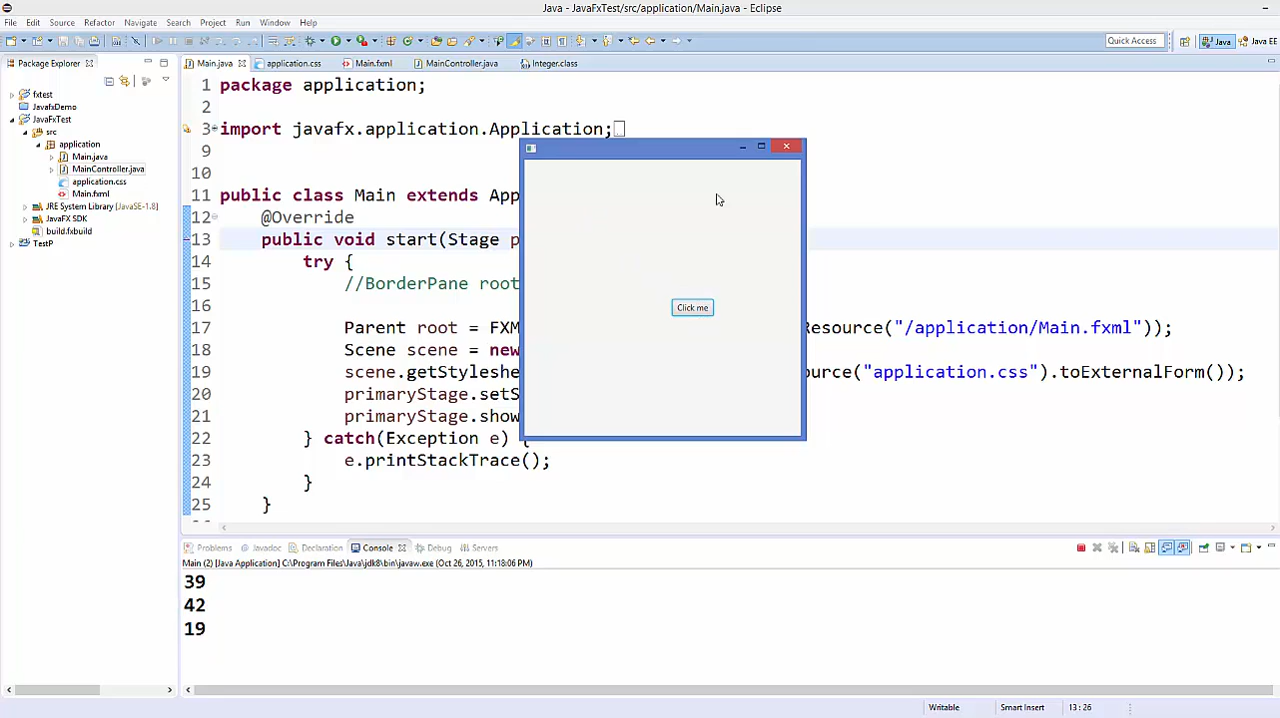 Java - JavaFxTest/src/application/Main.java - Eclipse
File Edit Source Refactor Navigate Search Project Run Window Help
Quick Access Java Java EE
Package Explorer
Main.java application.css Main.fxml MainController.java Integer.class
fxtest
JavafxDemo
JavaFxTest
src
application
Main.java
MainController.java
application.css
Main.fxml
JRE System Library [JavaSE-1.8]
JavaFX SDK
build.fxbuild
TestP
1 package application;
2
3 import javafx.application.Application;
9
10
11 public class Main extends App
12 @Override
13 public void start(Stage p
14 try {
15 //BorderPane root
16
17 Parent root = FXM Resource("/application/Main.fxml"));
18 Scene scene = new
19 scene.getStyleshe ource("application.css").toExternalForm());
20 primaryStage.setS
21 primaryStage.show
22 } catch(Exception e) {
23 e.printStackTrace();
24 }
25 }
Click me
Problems Javadoc Declaration Console Debug Servers
Main (2) [Java Application] C:\Program Files\Java\jdk8\bin\javaw.exe (Oct 26, 2015, 11:18:06 PM)
39
42
19
Writable Smart Insert 13 : 26